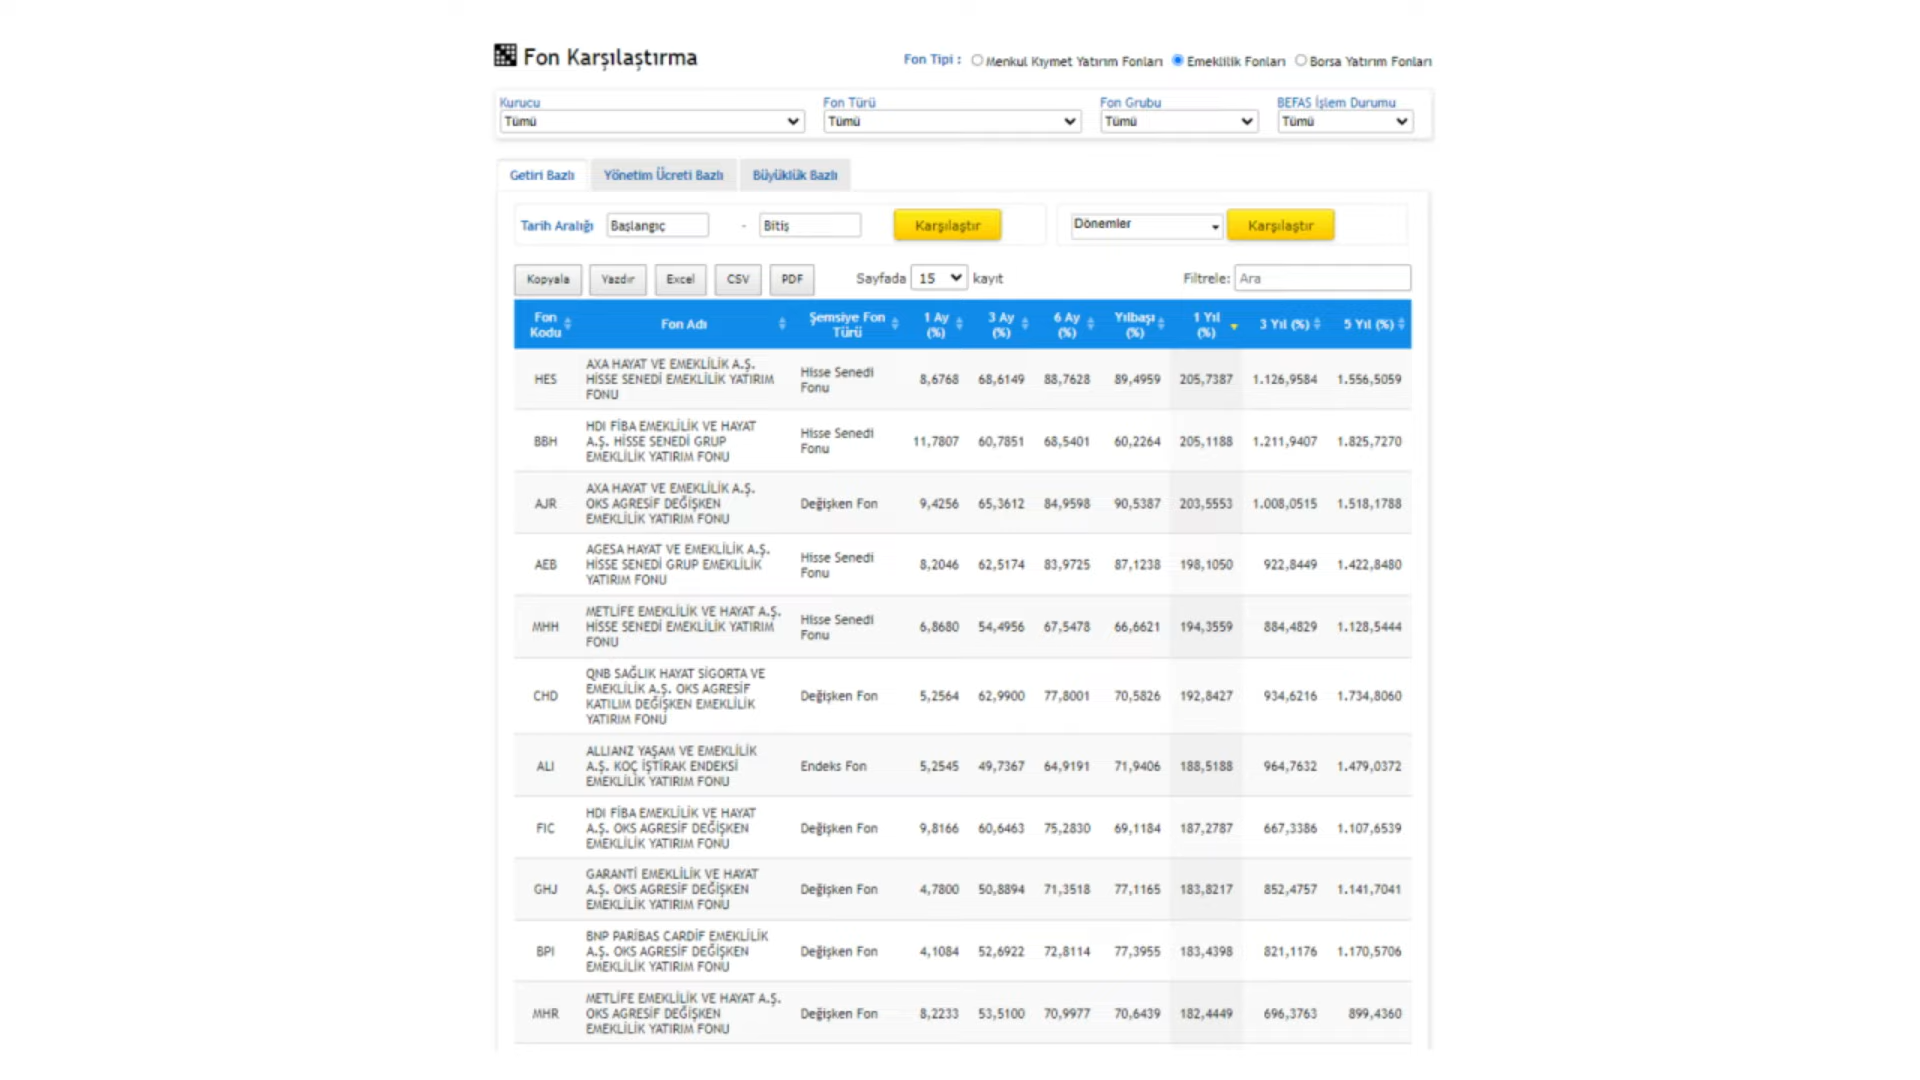 Fon Karşılaştırma
Fon Tipi : Menkul Kıymet Yatırım Fonları Emeklilik Fonları Borsa Yatırım Fonları
Kurucu Fon Türü Fon Grubu BEFAS İşlem Durumu
Tümü Tümü Tümü Tümü
Getiri Bazlı Yönetim Ücreti Bazlı Büyüklük Bazlı
Tarih Aralığı Başlangıç - Bitiş Karşılaştır Dönemler Karşılaştır
Kopyala Yazdır Excel CSV PDF Sayfada 15 kayıt Filtrele: Ara
Fon Kodu Fon Adı Şemsiye Fon Türü 1 Ay (%) 3 Ay (%) 6 Ay (%) Yılbaşı (%) 1 Yıl (%) 3 Yıl (%) 5 Yıl (%)
AXA HAYAT VE EMEKLİLİK A.Ş.
HES HİSSE SENEDİ EMEKLİLİK YATIRIM Hisse Senedi Fonu 8,6768 68,6149 88,7628 89,4959 205,7387 1.126,9584 1.556,5059
FONU
HDI FİBA EMEKLİLİK VE HAYAT
BBH A.Ş. HİSSE SENEDİ GRUP Hisse Senedi Fonu 11,7807 60,7851 68,5401 60,2264 205,1188 1.211,9407 1.825,7270
EMEKLİLİK YATIRIM FONU
AXA HAYAT VE EMEKLİLİK A.Ş.
AJR OKS AGRESİF DEĞİŞKEN Değişken Fon 9,4256 65,3612 84,9598 90,5387 203,5553 1.008,0515 1.518,1788
EMEKLİLİK YATIRIM FONU
AGESA HAYAT VE EMEKLİLİK A.Ş.
AEB HİSSE SENEDİ GRUP EMEKLİLİK Hisse Senedi Fonu 8,2046 62,5174 83,9725 87,1238 198,1050 922,8449 1.422,8480
YATIRIM FONU
METLİFE EMEKLİLİK VE HAYAT A.Ş.
MHH HİSSE SENEDİ EMEKLİLİK YATIRIM Hisse Senedi Fonu 6,8680 54,4956 67,5478 66,6621 194,3559 884,4829 1.128,5444
FONU
QNB SAĞLIK HAYAT SİGORTA VE
EMEKLİLİK A.Ş. OKS AGRESİF
CHD KATILIM DEĞİŞKEN EMEKLİLİK Değişken Fon 5,2564 62,9900 77,8001 70,5826 192,8427 934,6216 1.734,8060
YATIRIM FONU
ALLIANZ YAŞAM VE EMEKLİLİK
ALI A.Ş. KOÇ İŞTİRAK ENDEKSİ Endeks Fon 5,2545 49,7367 64,9191 71,9406 188,5188 964,7632 1.479,0372
EMEKLİLİK YATIRIM FONU
HDI FİBA EMEKLİLİK VE HAYAT
FIC A.Ş. OKS AGRESİF DEĞİŞKEN Değişken Fon 9,8166 60,6463 75,2830 69,1184 187,2787 667,3386 1.107,6539
EMEKLİLİK YATIRIM FONU
GARANTİ EMEKLİLİK VE HAYAT
GHJ A.Ş. OKS AGRESİF DEĞİŞKEN Değişken Fon 4,7800 50,8894 71,3518 77,1165 183,8217 852,4757 1.141,7041
EMEKLİLİK YATIRIM FONU
BNP PARİBAS CARDİF EMEKLİLİK
BPI A.Ş. OKS AGRESİF DEĞİŞKEN Değişken Fon 4,1084 52,6922 72,8114 77,3955 183,4398 821,1176 1.170,5706
EMEKLİLİK YATIRIM FONU
METLİFE EMEKLİLİK VE HAYAT A.Ş.
MHR OKS AGRESİF DEĞİŞKEN Değişken Fon 8,2233 53,5100 70,9977 70,6439 182,4449 696,3763 899,4360
EMEKLİLİK YATIRIM FONU